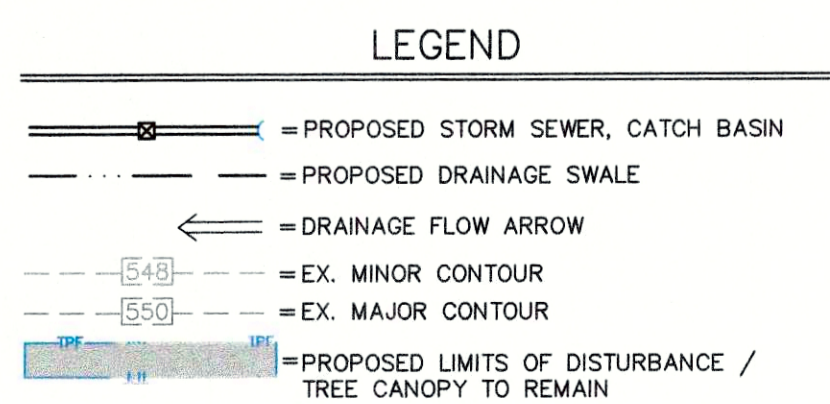 LEGEND
=PROPOSED STORM SEWER, CATCH BASIN
=PROPOSED DRAINAGE SWALE
=DRAINAGE FLOW ARROW
548 =EX. MINOR CONTOUR
550 =EX. MAJOR CONTOUR
TPF TPF
=PROPOSED LIMITS OF DISTURBANCE /
TREE CANOPY TO REMAIN